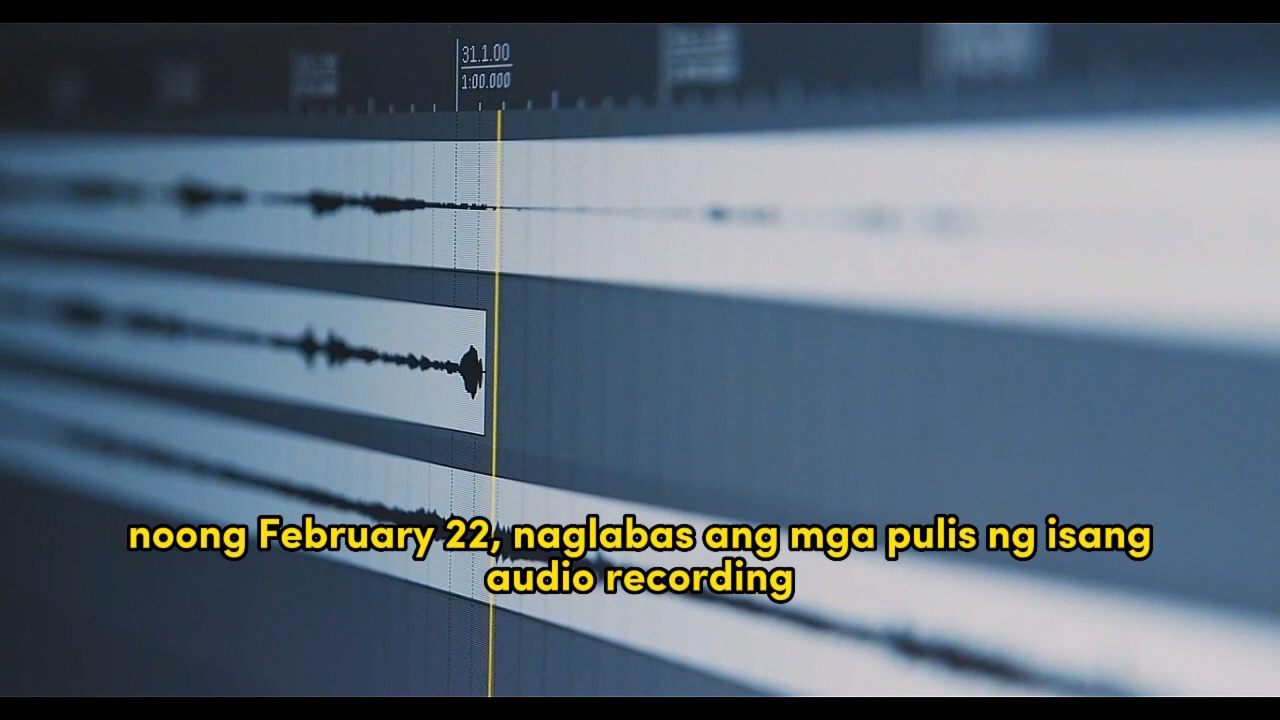 31.1.00
1:00.000
noong February 22, naglabas ang mga pulis ng isang
audio recording